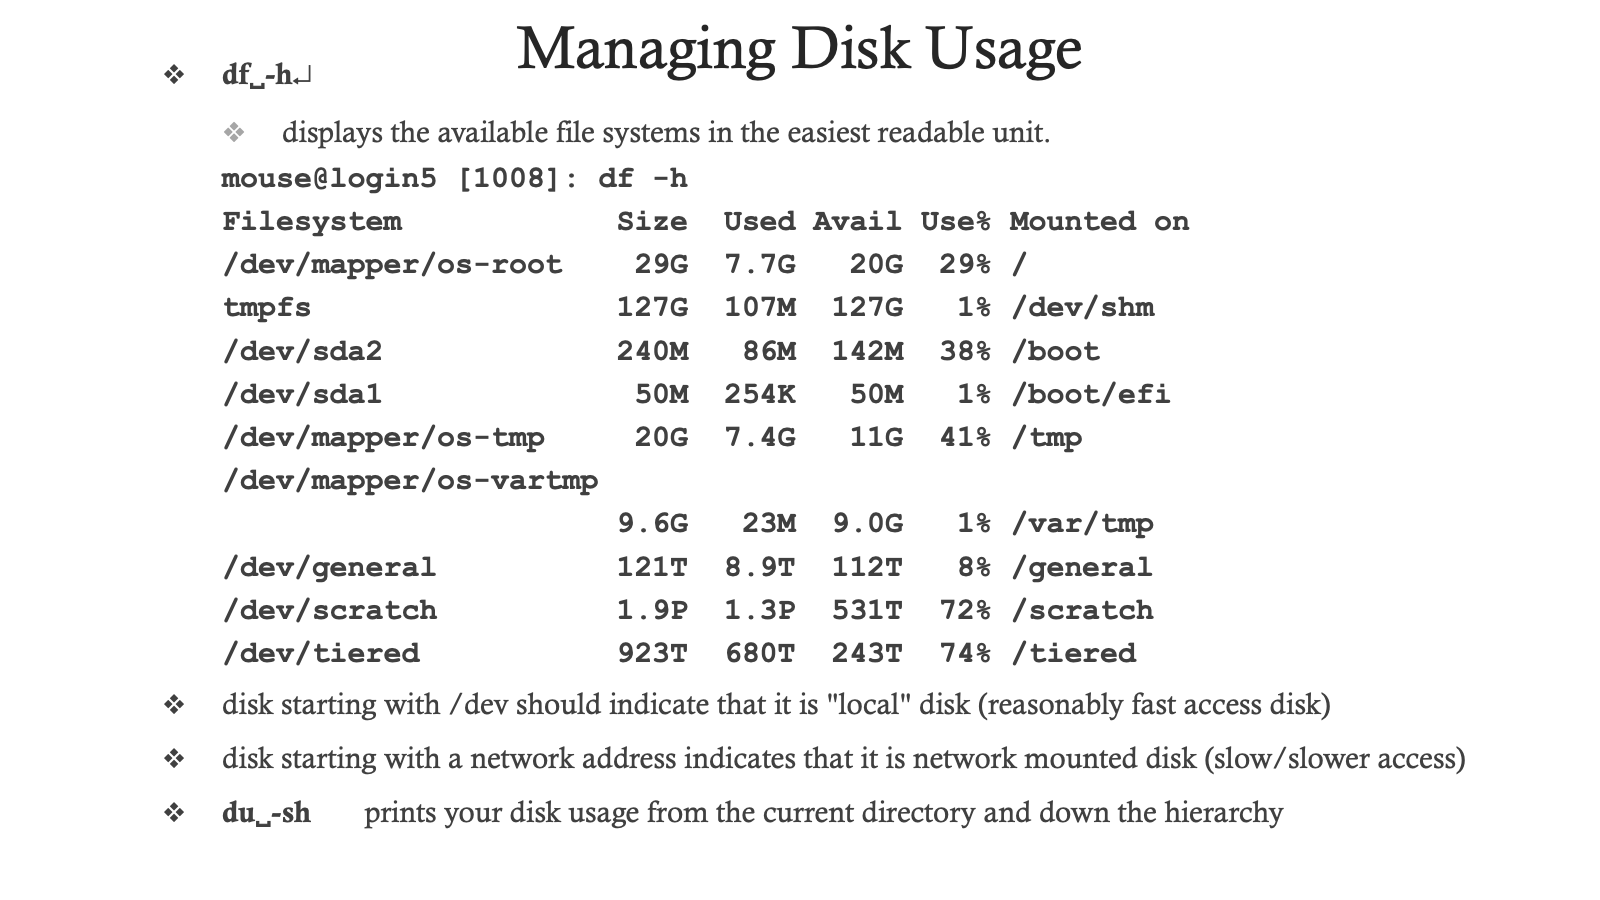 Managing Disk Usage
❖ df␣-h↵
❖ displays the available file systems in the easiest readable unit.
mouse@login5 [1008]: df -h
Filesystem            Size  Used Avail Use% Mounted on
/dev/mapper/os-root    29G  7.7G   20G  29% /
tmpfs                 127G  107M  127G   1% /dev/shm
/dev/sda2             240M   86M  142M  38% /boot
/dev/sda1              50M  254K   50M   1% /boot/efi
/dev/mapper/os-tmp     20G  7.4G   11G  41% /tmp
/dev/mapper/os-vartmp
                      9.6G   23M  9.0G   1% /var/tmp
/dev/general          121T  8.9T  112T   8% /general
/dev/scratch          1.9P  1.3P  531T  72% /scratch
/dev/tiered           923T  680T  243T  74% /tiered
❖ disk starting with /dev should indicate that it is "local" disk (reasonably fast access disk)
❖ disk starting with a network address indicates that it is network mounted disk (slow/slower access)
❖ du␣-sh prints your disk usage from the current directory and down the hierarchy